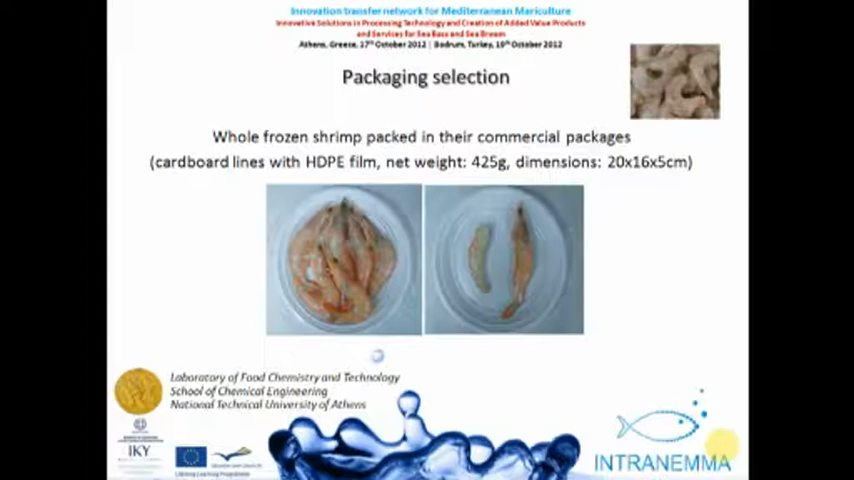 Innovation transfer network for Mediterranean Mariculture
Innovative Solutions in Processing Technology and Creation of Added Value Products
and Services for Sea Bass and Sea Bream
Athens, Greece, 17th October 2012 | Bodrum, Turkey, 19th October 2012
Packaging selection
Whole frozen shrimp packed in their commercial packages
(cardboard lines with HDPE film, net weight: 425g, dimensions: 20x16x5cm)
Laboratory of Food Chemistry and Technology
School of Chemical Engineering
National Technical University of Athens
IKY
Lifelong Learning Programme
INTRANEMMA